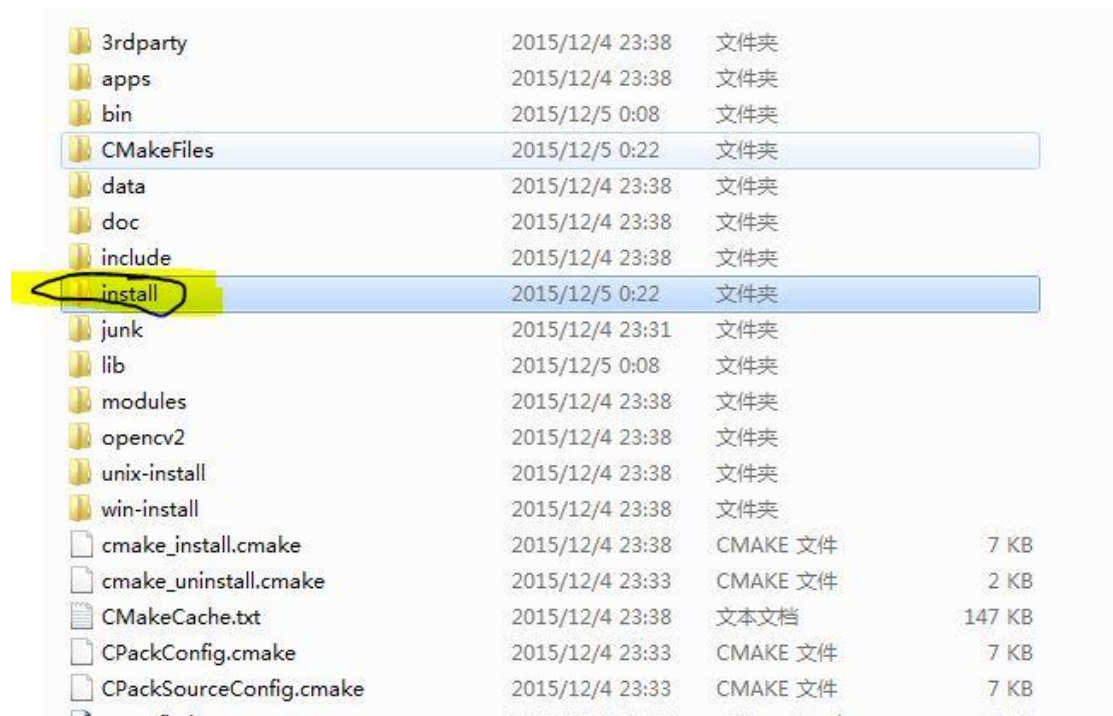 3rdparty 2015/12/4 23:38 文件夹
apps 2015/12/4 23:38 文件夹
bin 2015/12/5 0:08 文件夹
CMakeFiles 2015/12/5 0:22 文件夹
data 2015/12/4 23:38 文件夹
doc 2015/12/4 23:38 文件夹
include 2015/12/4 23:38 文件夹
install 2015/12/5 0:22 文件夹
junk 2015/12/4 23:31 文件夹
lib 2015/12/5 0:08 文件夹
modules 2015/12/4 23:38 文件夹
opencv2 2015/12/4 23:38 文件夹
unix-install 2015/12/4 23:38 文件夹
win-install 2015/12/4 23:38 文件夹
cmake_install.cmake 2015/12/4 23:38 CMAKE 文件 7 KB
cmake_uninstall.cmake 2015/12/4 23:33 CMAKE 文件 2 KB
CMakeCache.txt 2015/12/4 23:38 文本文档 147 KB
CPackConfig.cmake 2015/12/4 23:33 CMAKE 文件 7 KB
CPackSourceConfig.cmake 2015/12/4 23:33 CMAKE 文件 7 KB